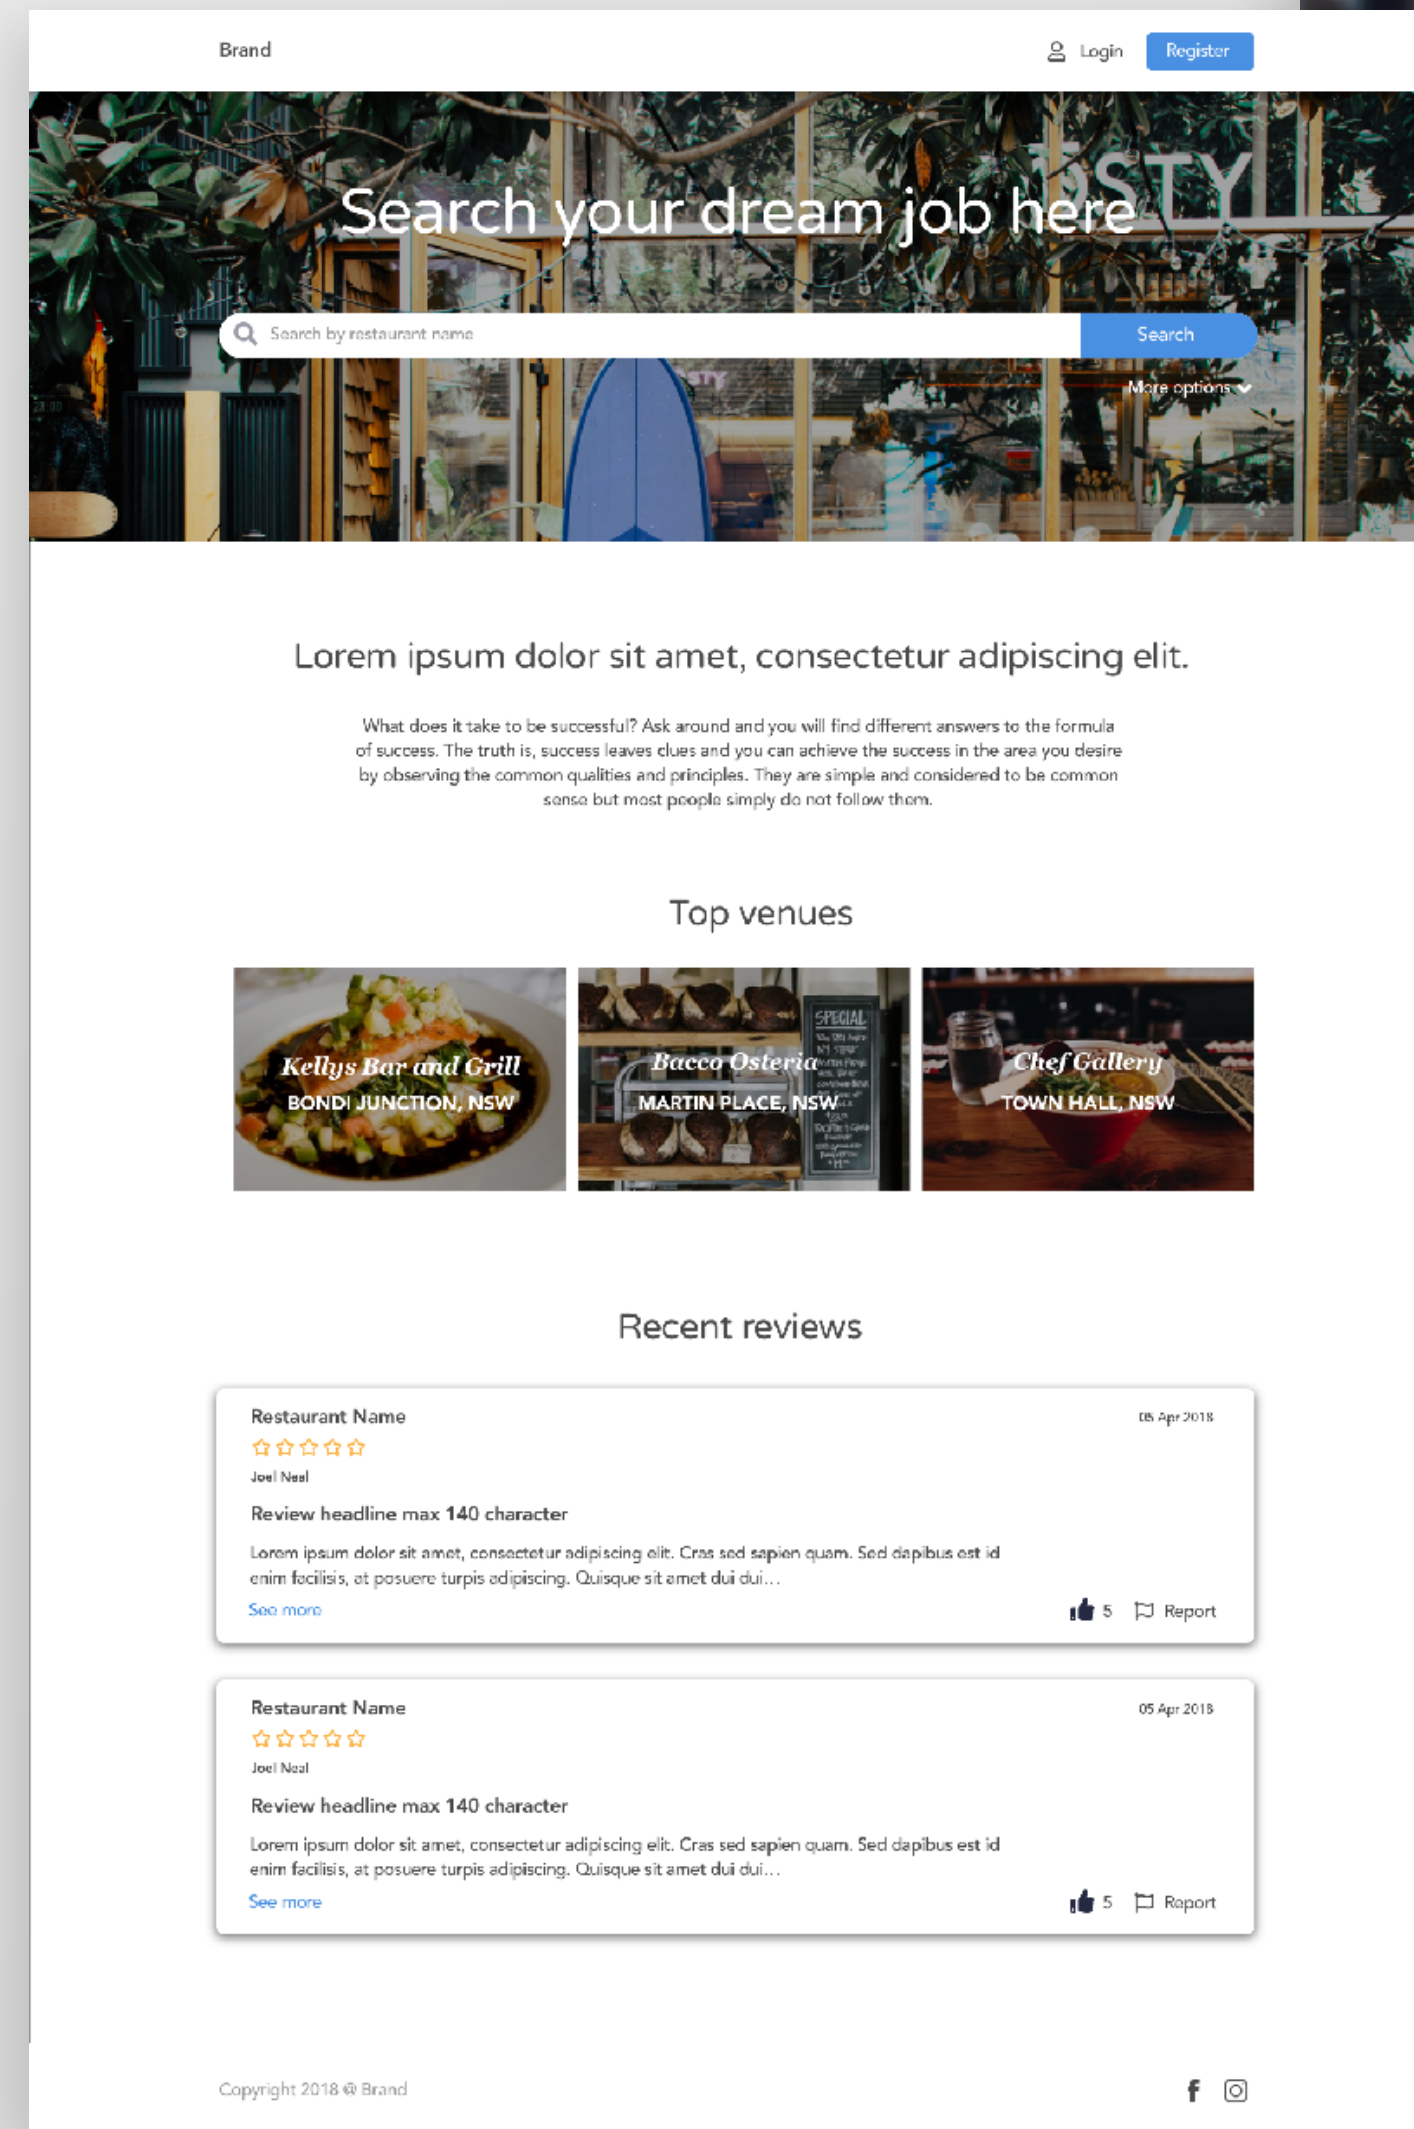 Brand
Login
Register
ŌSTY
Search your dream job here
Search by restaurant name
Search
More options
STY
Lorem ipsum dolor sit amet, consectetur adipiscing elit.
What does it take to be successful? Ask around and you will find different answers to the formula
of success. The truth is, success leaves clues and you can achieve the success in the area you desire
by observing the common qualities and principles. They are simple and considered to be common
sense but most people simply do not follow them.
Top venues
Kellys Bar and Grill
BONDI JUNCTION, NSW
SPECIAL
Bacco Osteria
MARTIN PLACE, NSW
Chef Gallery
TOWN HALL, NSW
Recent reviews
Restaurant Name
05 Apr 2018
Joel Neal
Review headline max 140 character
Lorem ipsum dolor sit amet, consectetur adipiscing elit. Cras sed sapien quam. Sed dapibus est id
enim facilisis, at posuere turpis adipiscing. Quisque sit amet dui dui...
See more
5
Report
Restaurant Name
05 Apr 2018
Joel Neal
Review headline max 140 character
Lorem ipsum dolor sit amet, consectetur adipiscing elit. Cras sed sapien quam. Sed dapibus est id
enim facilisis, at posuere turpis adipiscing. Quisque sit amet dui dui...
See more
5
Report
Copyright 2018 @ Brand